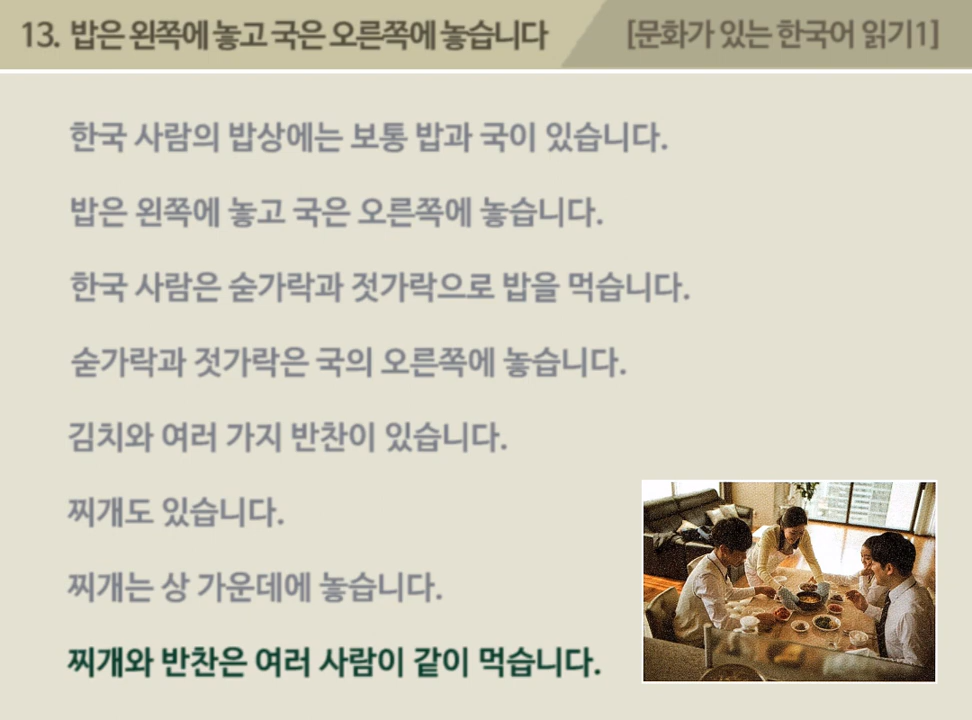 13. 밥은 왼쪽에 놓고 국은 오른쪽에 놓습니다
[문화가 있는 한국어 읽기1]
한국 사람의 밥상에는 보통 밥과 국이 있습니다.
밥은 왼쪽에 놓고 국은 오른쪽에 놓습니다.
한국 사람은 숟가락과 젓가락으로 밥을 먹습니다.
숟가락과 젓가락은 국의 오른쪽에 놓습니다.
김치와 여러 가지 반찬이 있습니다.
찌개도 있습니다.
찌개는 상 가운데에 놓습니다.
찌개와 반찬은 여러 사람이 같이 먹습니다.